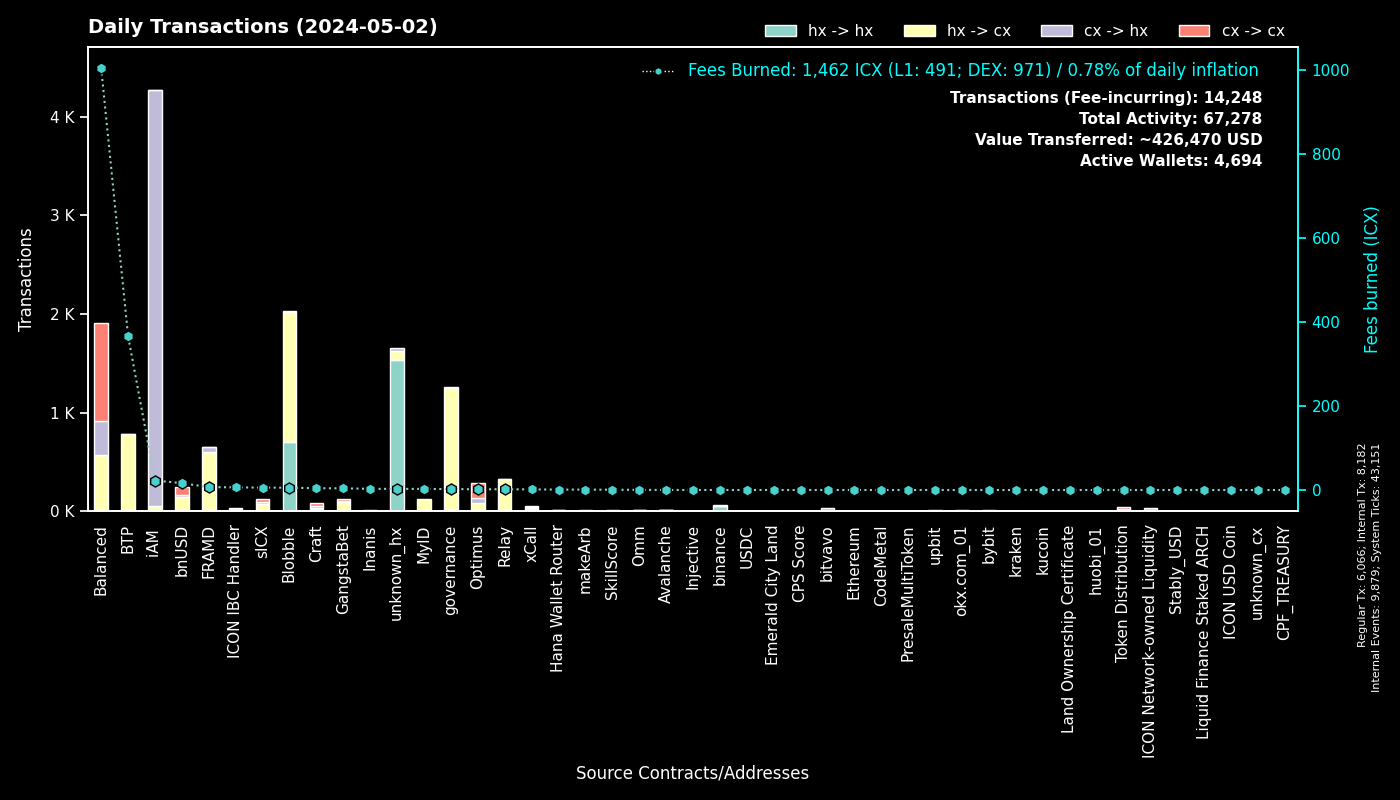 Daily Transactions (2024-05-02)
hx -> hx
hx -> cx
cx -> hx
cx -> cx
Fees Burned: 1,462 ICX (L1: 491; DEX: 971) / 0.78% of daily inflation
Transactions (Fee-incurring): 14,248
Total Activity: 67,278
Value Transferred: ~426,470 USD
Active Wallets: 4,694
Transactions
4 K
3 K
2 K
1 K
0 K
1000
800
600
400
200
0
Fees burned (ICX)
Regular Tx: 6,066; Internal Tx: 8,182
Internal Events: 9,879; System Ticks: 43,151
Balanced
BTP
iAM
bnUSD
FRAMD
ICON IBC Handler
sICX
Blobble
Craft
GangstaBet
Inanis
unknown_hx
MyID
governance
Optimus
Relay
xCall
Hana Wallet Router
makeArb
SkillScore
Omm
Avalanche
Injective
binance
USDC
Emerald City Land
CPS Score
bitvavo
Ethereum
CodeMetal
PresaleMultiToken
upbit
okx.com_01
bybit
kraken
kucoin
Land Ownership Certificate
huobi_01
Token Distribution
ICON Network-owned Liquidity
Stably_USD
Liquid Finance Staked ARCH
ICON USD Coin
unknown_cx
CPF_TREASURY
Source Contracts/Addresses